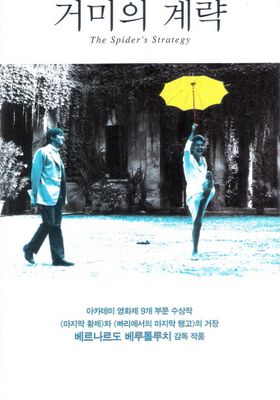 거미의 계략
The Spider's Strategy
아카데미 영화제 9개 부문 수상작
〈마지막 황제〉와 〈빠리에서의 마지막 탱고〉의 거장
베르나르도 베루톨루치 감독 작품